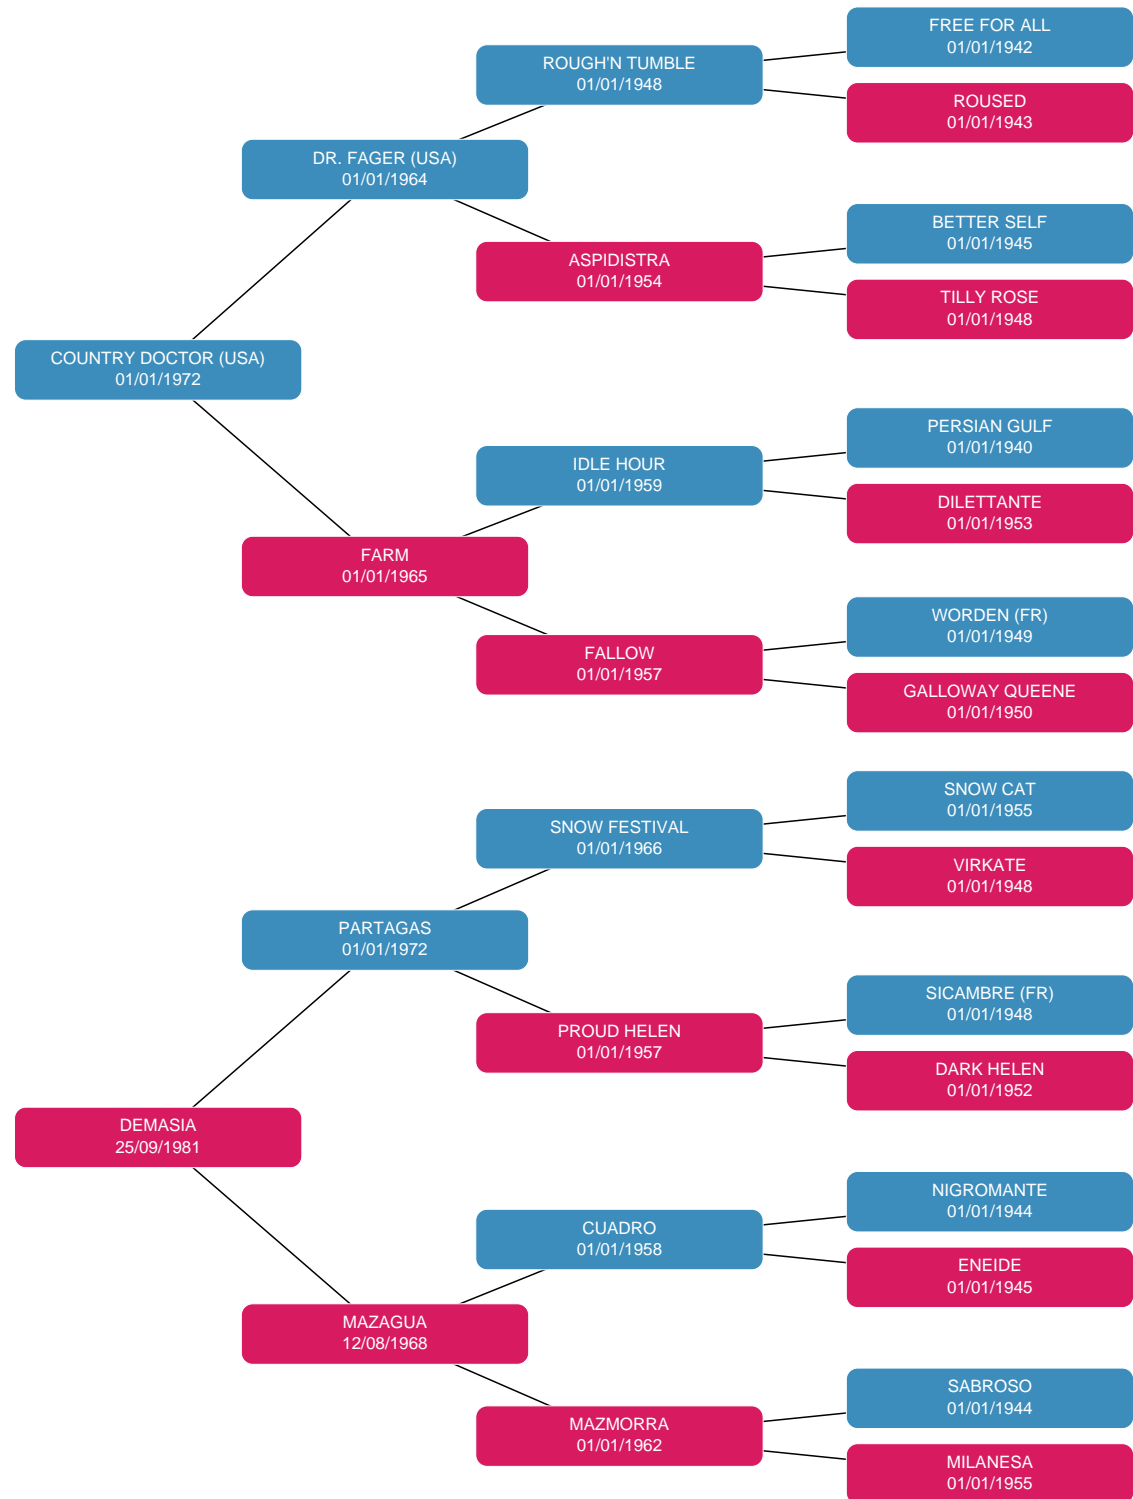 FREE FOR ALL
01/01/1942
ROUGH'N TUMBLE
01/01/1948
ROUSED
01/01/1943
DR. FAGER (USA)
01/01/1964
BETTER SELF
01/01/1945
ASPIDISTRA
01/01/1954
TILLY ROSE
01/01/1948
COUNTRY DOCTOR (USA)
01/01/1972
PERSIAN GULF
01/01/1940
IDLE HOUR
01/01/1959
DILETTANTE
01/01/1953
FARM
01/01/1965
WORDEN (FR)
01/01/1949
FALLOW
01/01/1957
GALLOWAY QUEENE
01/01/1950
SNOW CAT
01/01/1955
SNOW FESTIVAL
01/01/1966
VIRKATE
01/01/1948
PARTAGAS
01/01/1972
SICAMBRE (FR)
01/01/1948
PROUD HELEN
01/01/1957
DARK HELEN
01/01/1952
DEMASIA
25/09/1981
NIGROMANTE
01/01/1944
CUADRO
01/01/1958
ENEIDE
01/01/1945
MAZAGUA
12/08/1968
SABROSO
01/01/1944
MAZMORRA
01/01/1962
MILANESA
01/01/1955